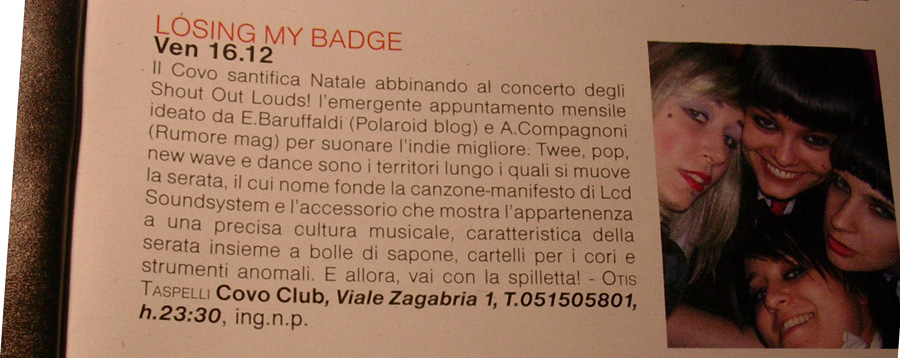 LOSING MY BADGE
Ven 16.12
Il Covo santifica Natale abbinando al concerto degli
Shout Out Louds! l'emergente appuntamento mensile
ideato da E.Baruffaldi (Polaroid blog) e A.Compagnoni
(Rumore mag) per suonare l'indie migliore: Twee, pop,
new wave e dance sono i territori lungo i quali si muove
la serata, il cui nome fonde la canzone-manifesto di Lcd
Soundsystem e l'accessorio che mostra l'appartenenza
a una precisa cultura musicale, caratteristica della
serata insieme a bolle di sapone, cartelli per i cori e
strumenti anomali. E allora, vai con la spilletta! - OTIS
TASPELLI Covo Club, Viale Zagabria 1, T.051505801,
h.23:30, ing.n.p.